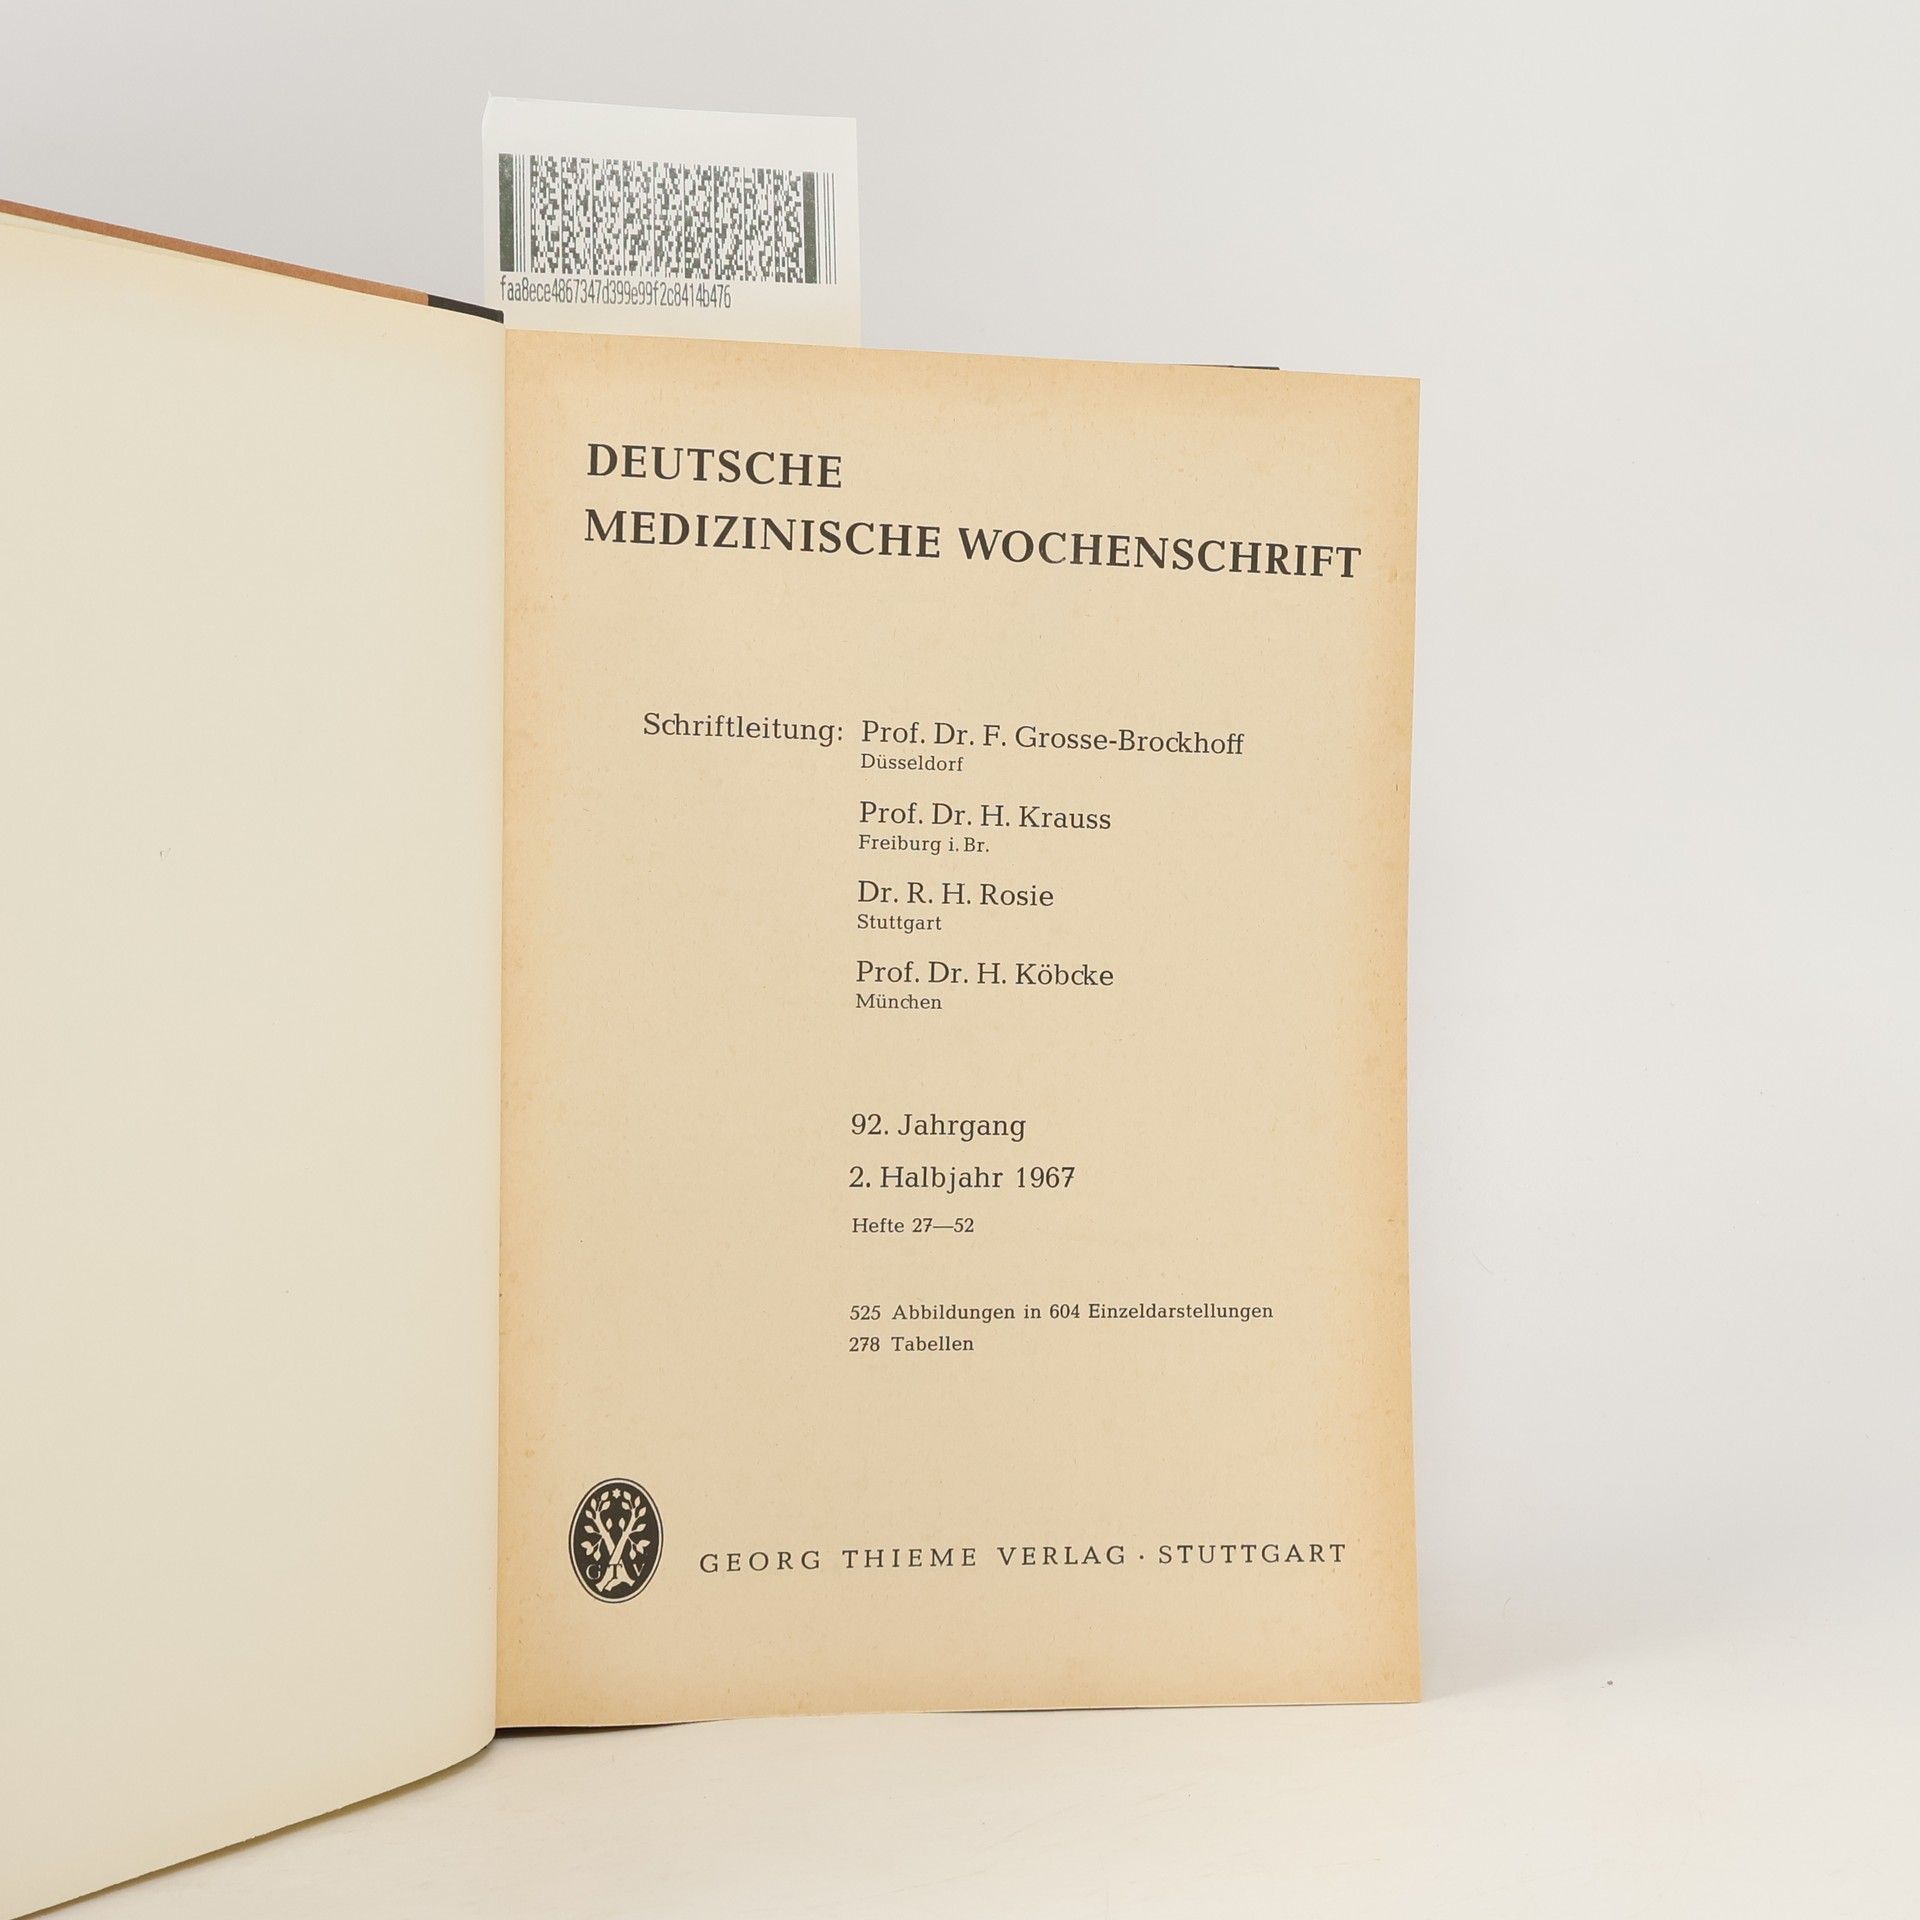 faa8ece4867347d399e99f2c8414b476
DEUTSCHE
MEDIZINISCHE WOCHENSCHRIFT
Schriftleitung: Prof. Dr. F. Grosse-Brockhoff
Düsseldorf
Prof. Dr. H. Krauss
Freiburg i. Br.
Dr. R. H. Rosie
Stuttgart
Prof. Dr. H. Köbcke
München
92. Jahrgang
2. Halbjahr 1967
Hefte 27—52
525 Abbildungen in 604 Einzeldarstellungen
278 Tabellen
GTV
GEORG THIEME VERLAG · STUTTGART